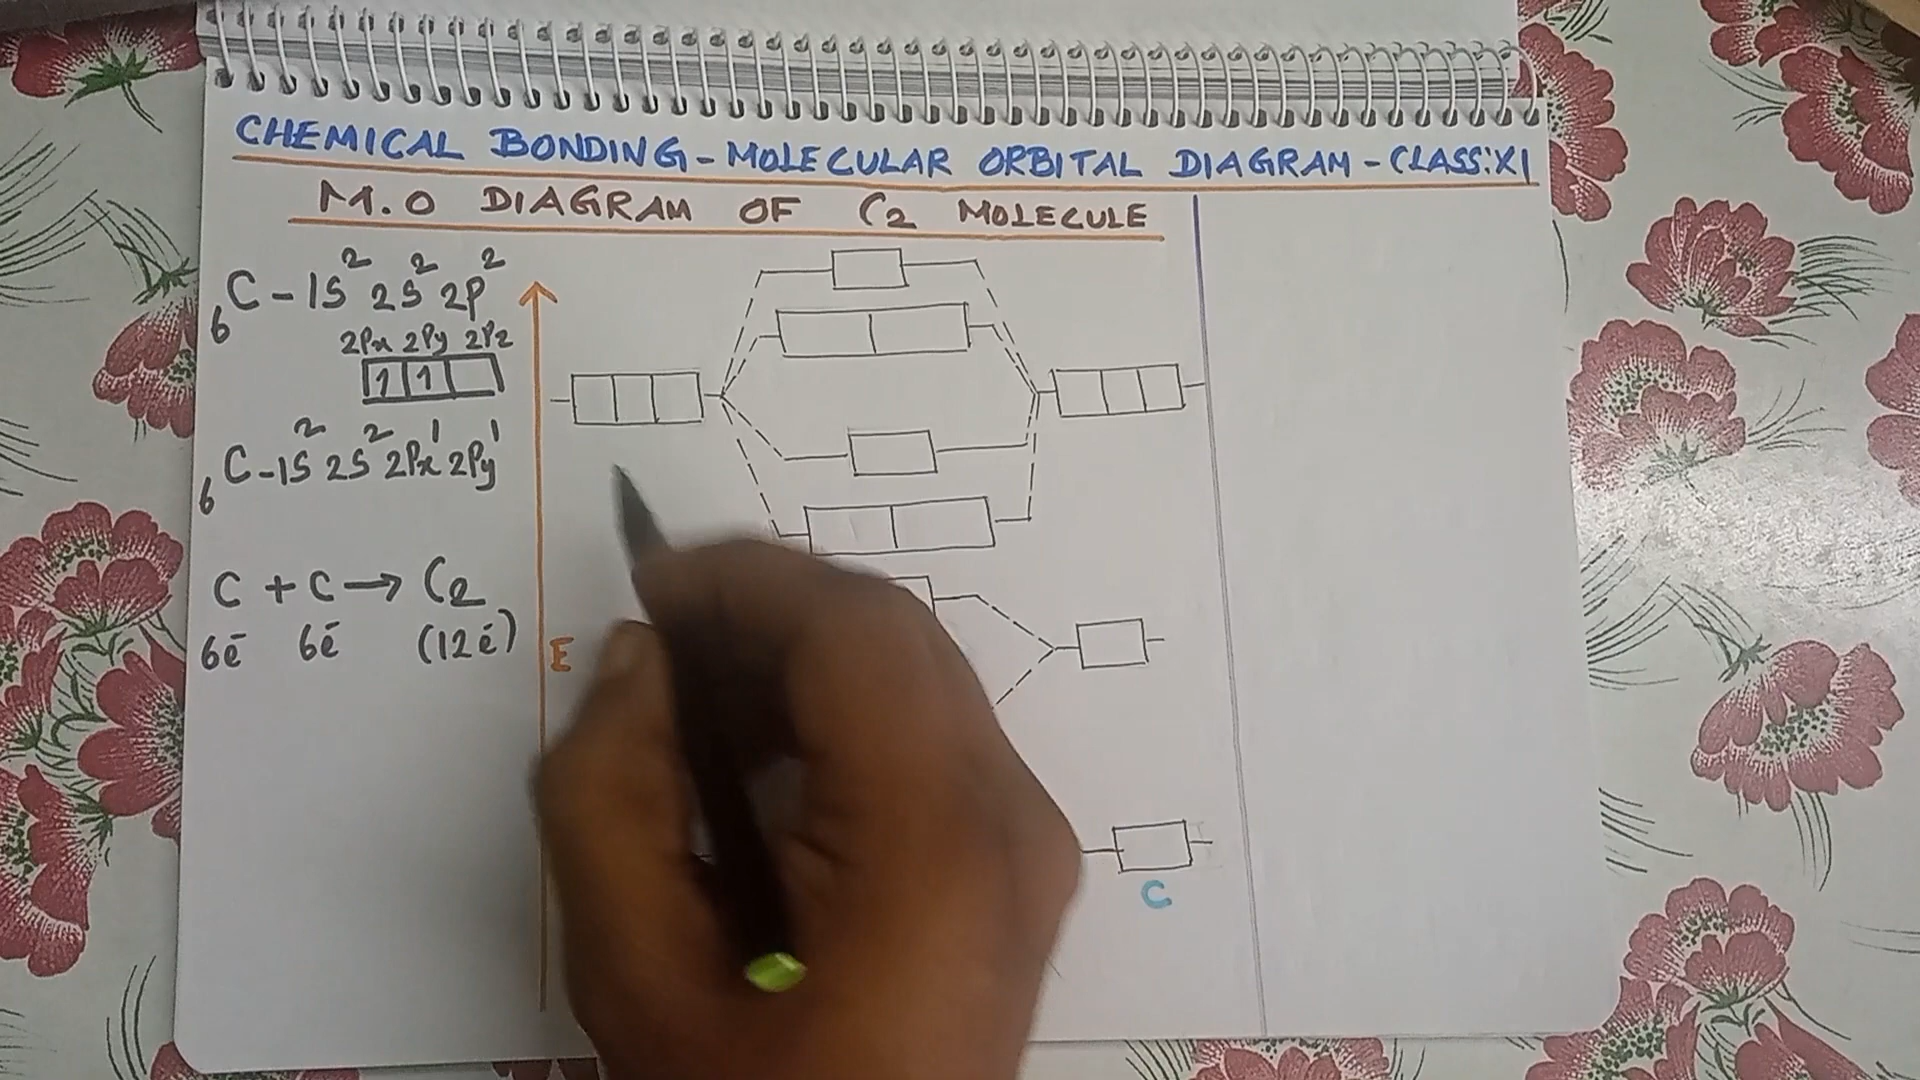 CHEMICAL BONDING - MOLECULAR ORBITAL DIAGRAM - CLASS:XI
M.O DIAGRAM OF C2 MOLECULE
6C - 1S² 2S² 2P²
2Px 2Py 2Pz
1 1
6C - 1S² 2S² 2Px¹ 2Py¹
C + C → C2
6ē 6ē (12ē)
E
C